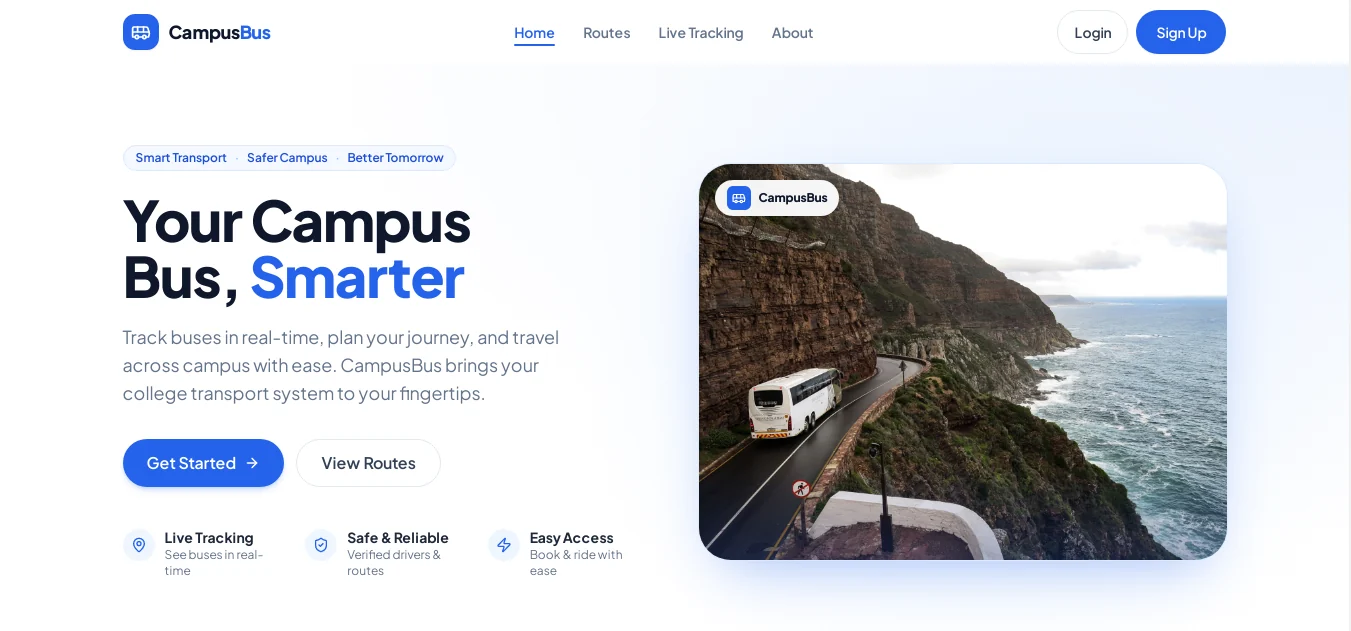 CampusBus
Home
Routes
Live Tracking
About
Login
Sign Up
Smart Transport · Safer Campus · Better Tomorrow
Your Campus
Bus, Smarter
Track buses in real-time, plan your journey, and travel
across campus with ease. CampusBus brings your
college transport system to your fingertips.
Get Started →
View Routes
Live Tracking
See buses in real-
time
Safe & Reliable
Verified drivers &
routes
Easy Access
Book & ride with
ease
CampusBus